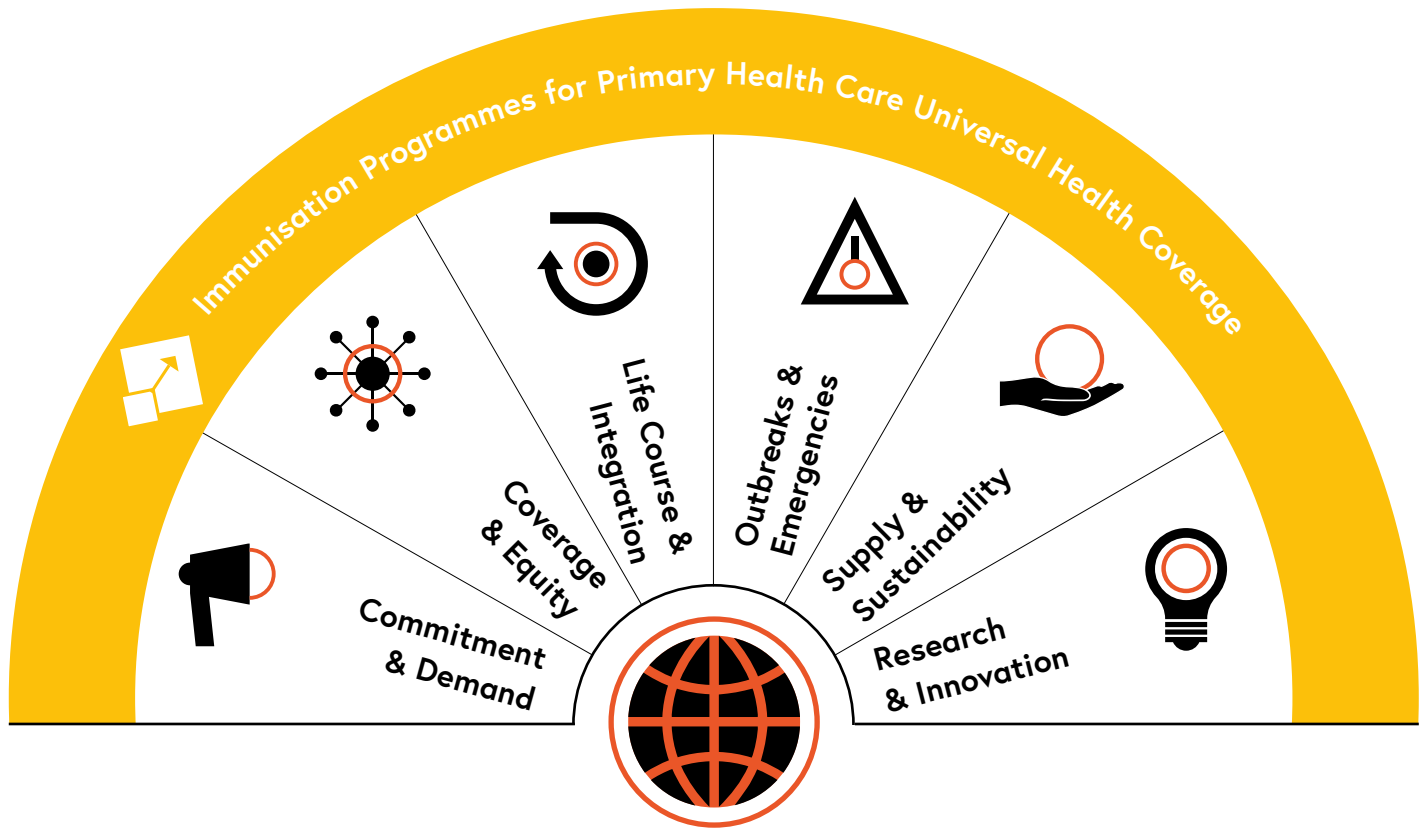 Immunisation Programmes for Primary Health Care Universal Health Coverage
Commitment
& Demand
Coverage
& Equity
Life Course &
Integration
Outbreaks &
Emergencies
Supply &
Sustainability
Research
& Innovation